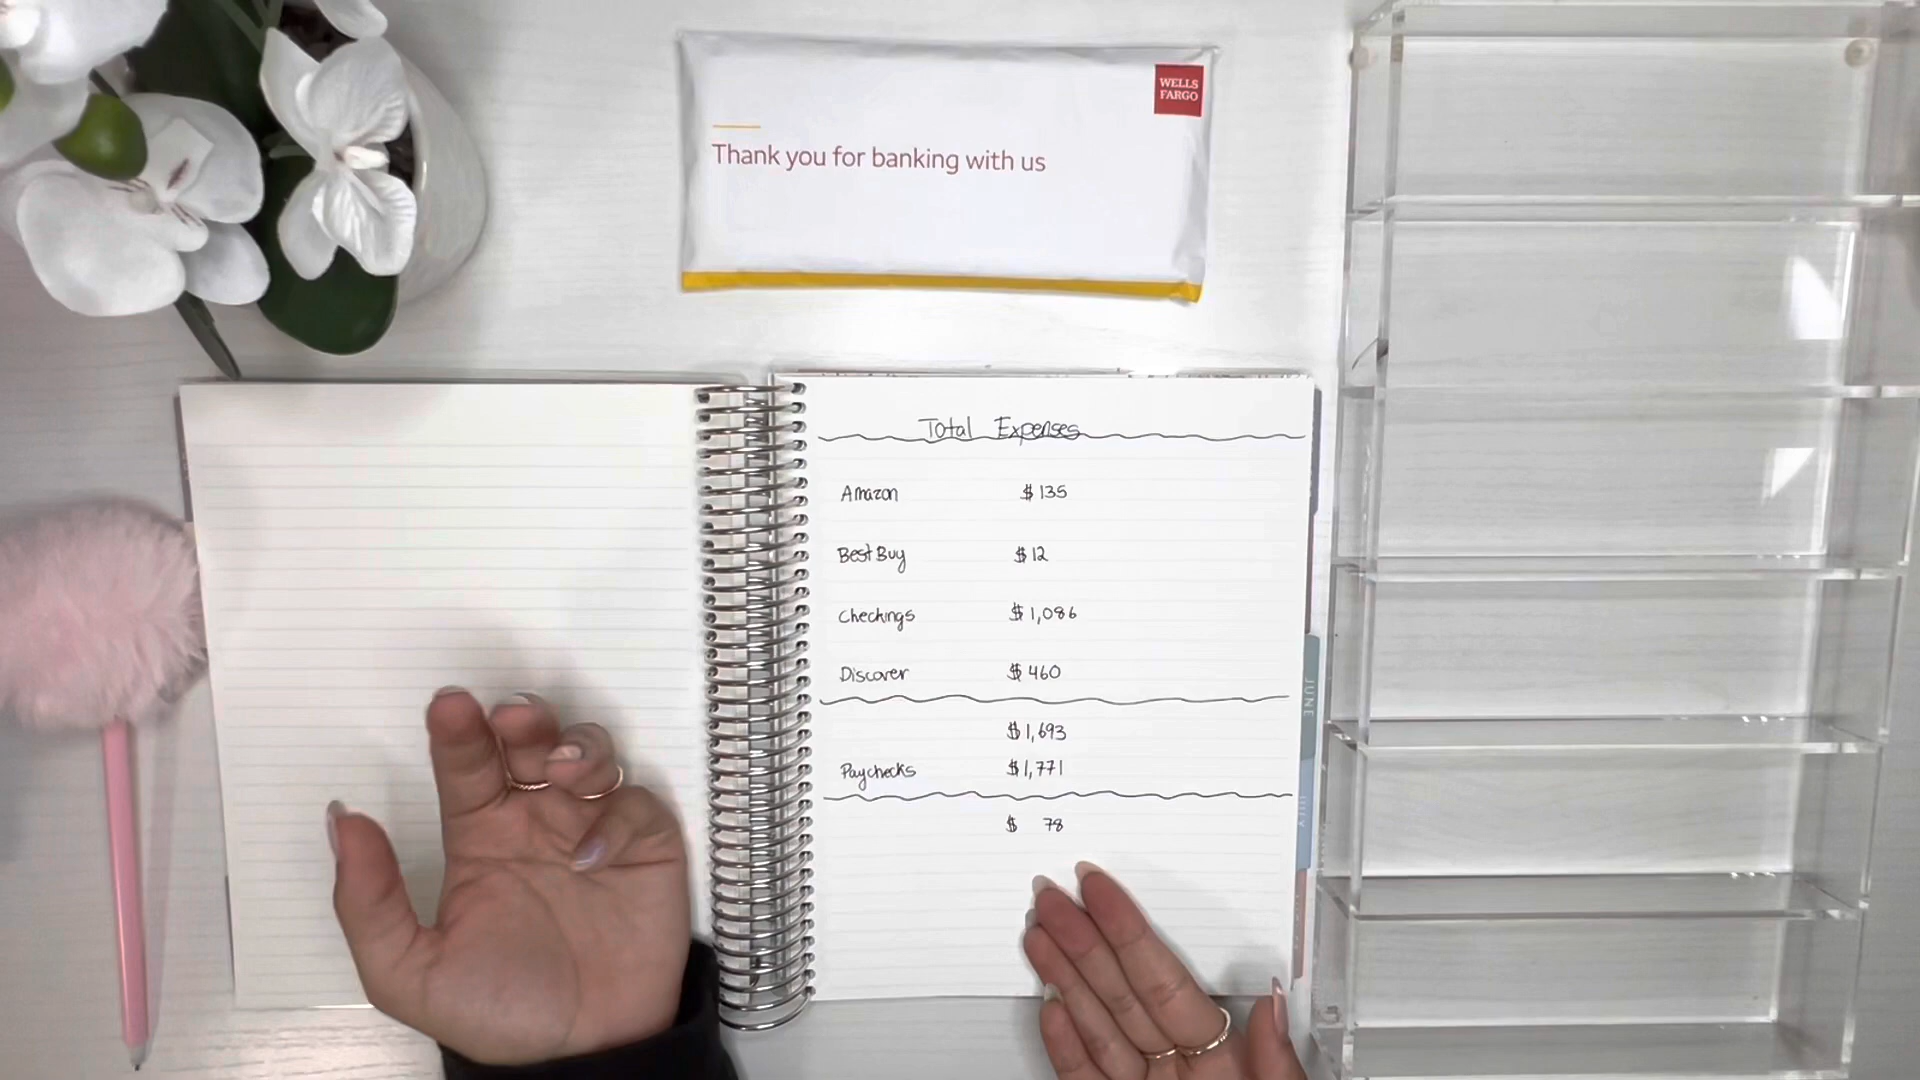 WELLS
FARGO
Thank you for banking with us
Total Expenses
Amazon $135
Best Buy $12
Checkings $1,086
Discover $460
$1,693
Paychecks $1,771
$ 78
JUNE
JULY